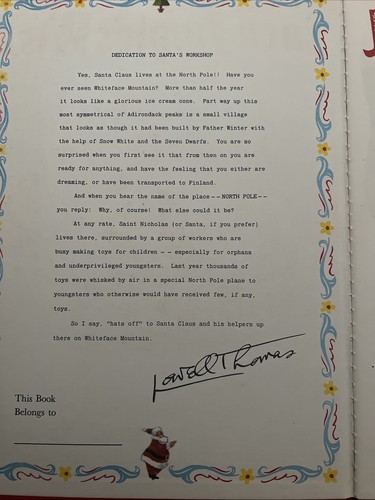 DEDICATION TO SANTA'S WORKSHOP
Yes, Santa Claus lives at the North Pole!! Have you
ever seen Whiteface Mountain? More than half the year
it looks like a glorious ice cream cone. Part way up this
most symmetrical of Adirondack peaks is a small village
that looks as though it had been built by Father Winter with
the help of Snow White and the Seven Dwarfs. You are so
surprised when you first see it that from then on you are
ready for anything, and have the feeling that you either are
dreaming, or have been transported to Finland.
And when you hear the name of the place -- NORTH POLE --
you reply: Why, of course! What else could it be?
At any rate, Saint Nicholas (or Santa, if you prefer)
lives there, surrounded by a group of workers who are
busy making toys for children -- especially for orphans
and underprivileged youngsters. Last year thousands of
toys were whisked by air in a special North Pole plane to
youngsters who otherwise would have received few, if any,
toys.
So I say, "hats off" to Santa Claus and his helpers up
there on Whiteface Mountain.
Lowell Thomas
This Book
Belongs to